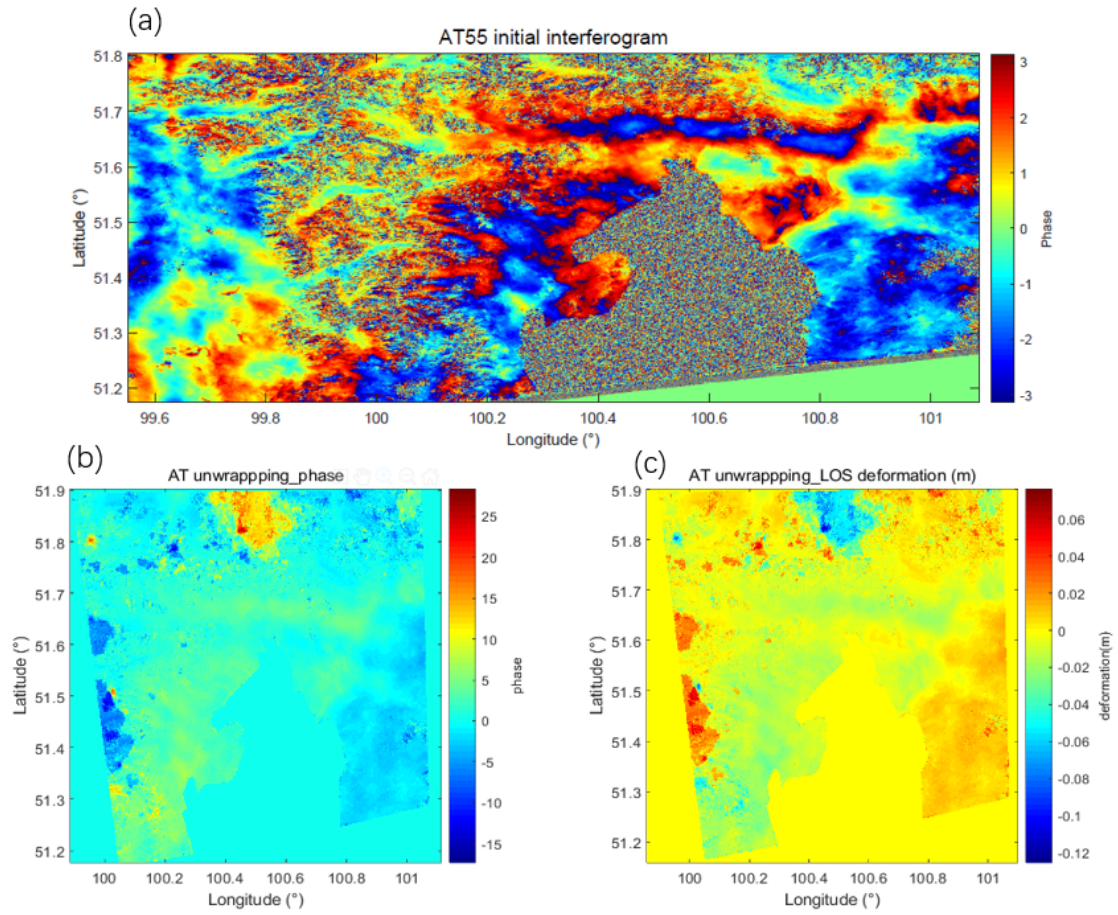 (a)
AT55 initial interferogram
51.8
51.7
51.6
51.5
51.4
51.3
51.2
Latitude (°)
99.6 99.8 100 100.2 100.4 100.6 100.8 101
Longitude (°)
3
2
1
0
-1
-2
-3
Phase
(b)
AT unwrappping_phase
51.9
51.8
51.7
51.6
51.5
51.4
51.3
51.2
Latitude (°)
100 100.2 100.4 100.6 100.8 101
Longitude (°)
25
20
15
10
5
0
-5
-10
-15
phase
(c)
AT unwrappping_LOS deformation (m)
51.9
51.8
51.7
51.6
51.5
51.4
51.3
51.2
Latitude (°)
100 100.2 100.4 100.6 100.8 101
Longitude (°)
0.06
0.04
0.02
0
-0.02
-0.04
-0.06
-0.08
-0.1
-0.12
deformation(m)